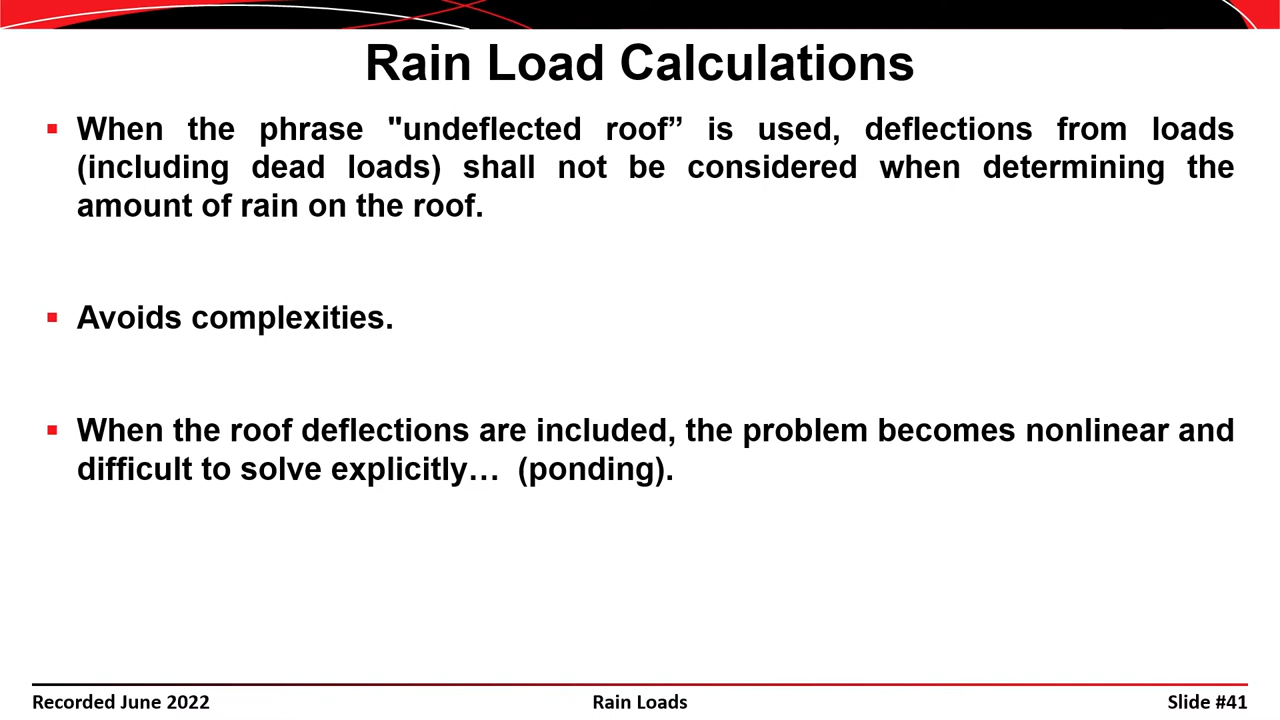 Rain Load Calculations
When the phrase "undeflected roof” is used, deflections from loads
(including dead loads) shall not be considered when determining the
amount of rain on the roof.
Avoids complexities.
When the roof deflections are included, the problem becomes nonlinear and
difficult to solve explicitly… (ponding).
Recorded June 2022
Rain Loads
Slide #41